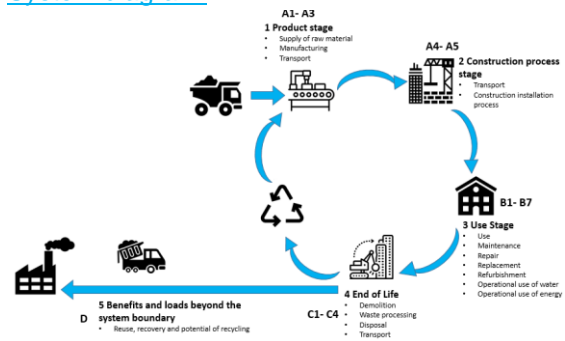 System diagram
A1- A3
1 Product stage
• Supply of raw material
• Manufacturing
• Transport
A4- A5
2 Construction process
stage
• Transport
• Construction installation
process
B1- B7
3 Use Stage
• Use
• Maintenance
• Repair
• Replacement
• Refurbishment
• Operational use of water
• Operational use of energy
4 End of Life
C1- C4
• Demolition
• Waste processing
• Disposal
• Transport
5 Benefits and loads beyond the
D system boundary
• Reuse, recovery and potential of recycling